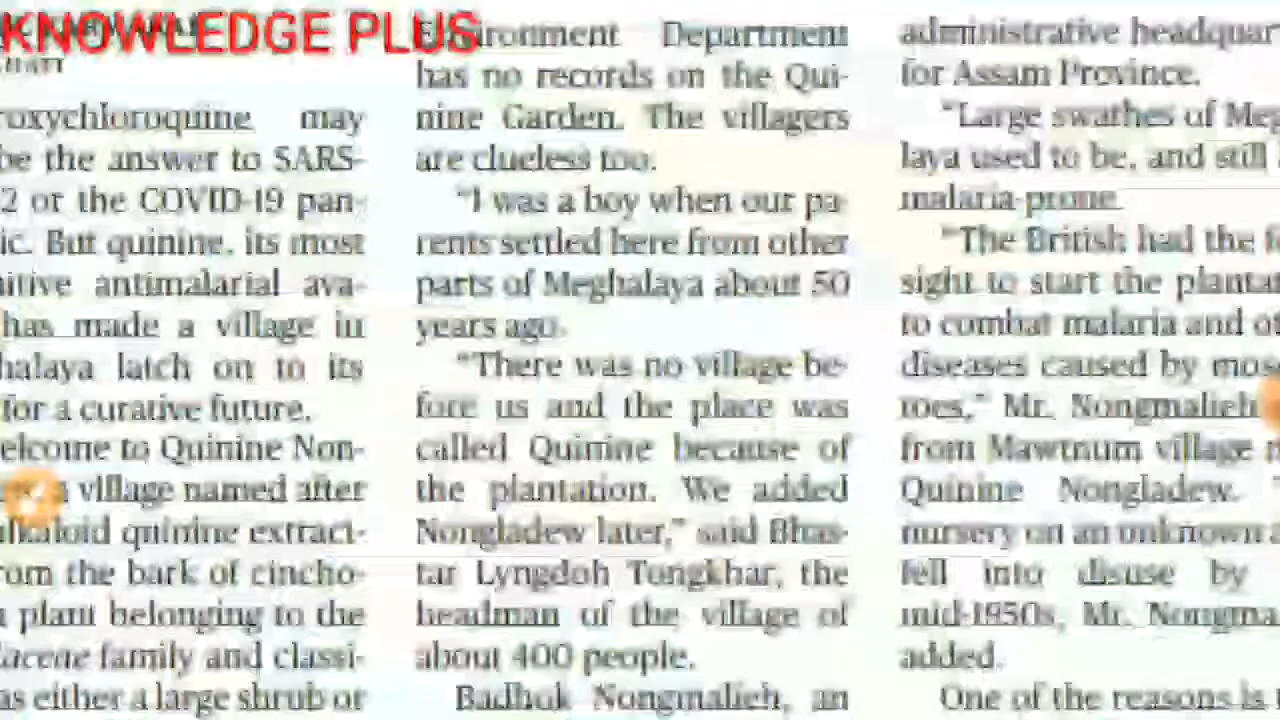 KNOWLEDGE PLUS
roxychloroquine may
be the answer to SARS-
2 or the COVID-19 pan-
ic. But quinine, its most
nitive antimalarial ava-
has made a village in
halaya latch on to its
for a curative future.
elcome to Quinine Non-
a village named after
alkaloid quinine extract-
rom the bark of cincho-
a plant belonging to the
iaceae family and classi-
as either a large shrub or
Environment Department
has no records on the Qui-
nine Garden. The villagers
are clueless too.
"I was a boy when our pa-
rents settled here from other
parts of Meghalaya about 50
years ago.
"There was no village be-
fore us and the place was
called Quinine because of
the plantation. We added
Nongladew later," said Bhas-
tar Lyngdoh Tongkhar, the
headman of the village of
about 400 people.
Badhok Nongmalieh, an
administrative headquar
for Assam Province.
"Large swathes of Meg
laya used to be, and still
malaria-prone.
"The British had the fo
sight to start the plantat
to combat malaria and ot
diseases caused by mos
toes," Mr. Nongmalieh
from Mawtnum village n
Quinine Nongladew. "
nursery on an unknown a
fell into disuse by
mid-1950s, Mr. Nongma
added.
One of the reasons is t